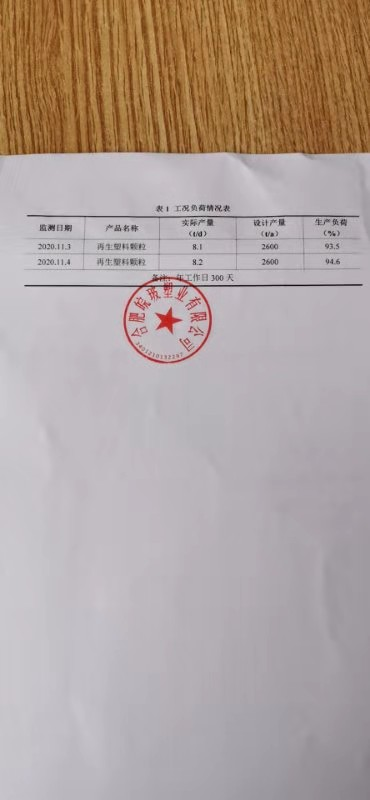 表 1 工况负荷情况表
监测日期 产品名称 实际产量（t/d） 设计产量（t/a） 生产负荷（%）
2020.11.3 再生塑料颗粒 8.1 2600 93.5
2020.11.4 再生塑料颗粒 8.2 2600 94.6
备注：年工作日 300 天
合肥皖玻塑业有限公司